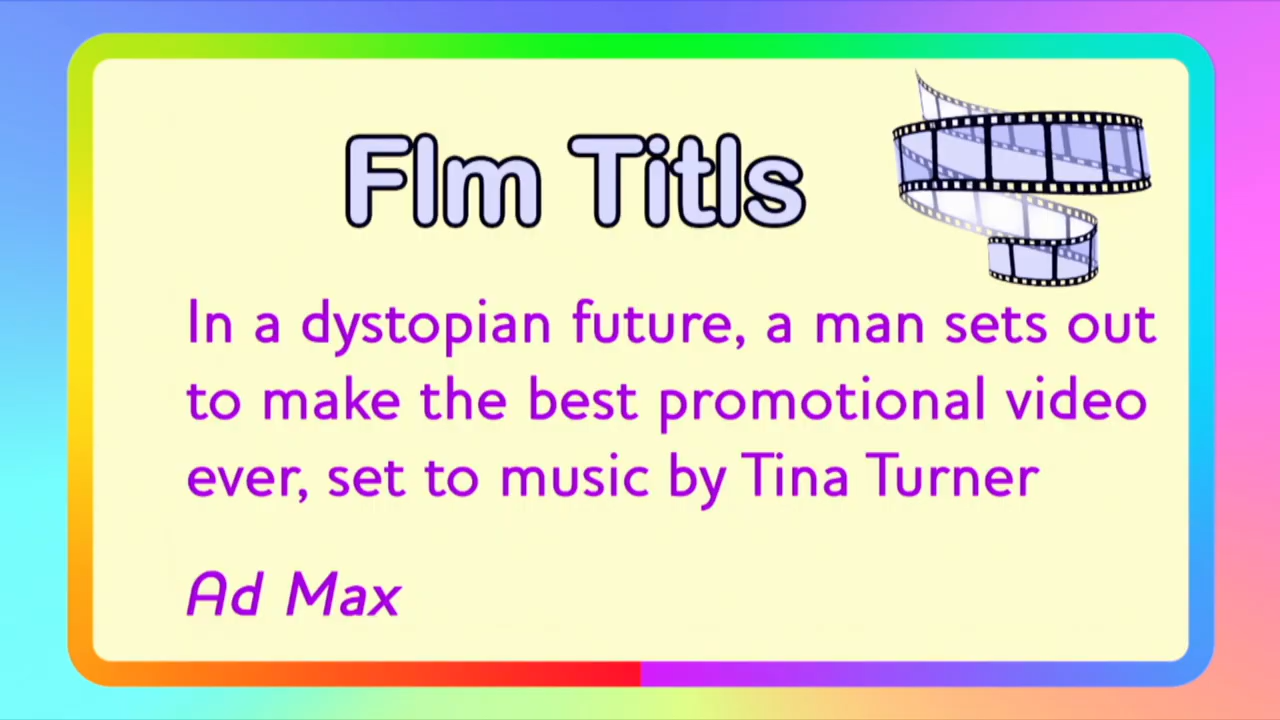 Flm Titls
In a dystopian future, a man sets out
to make the best promotional video
ever, set to music by Tina Turner
Ad Max